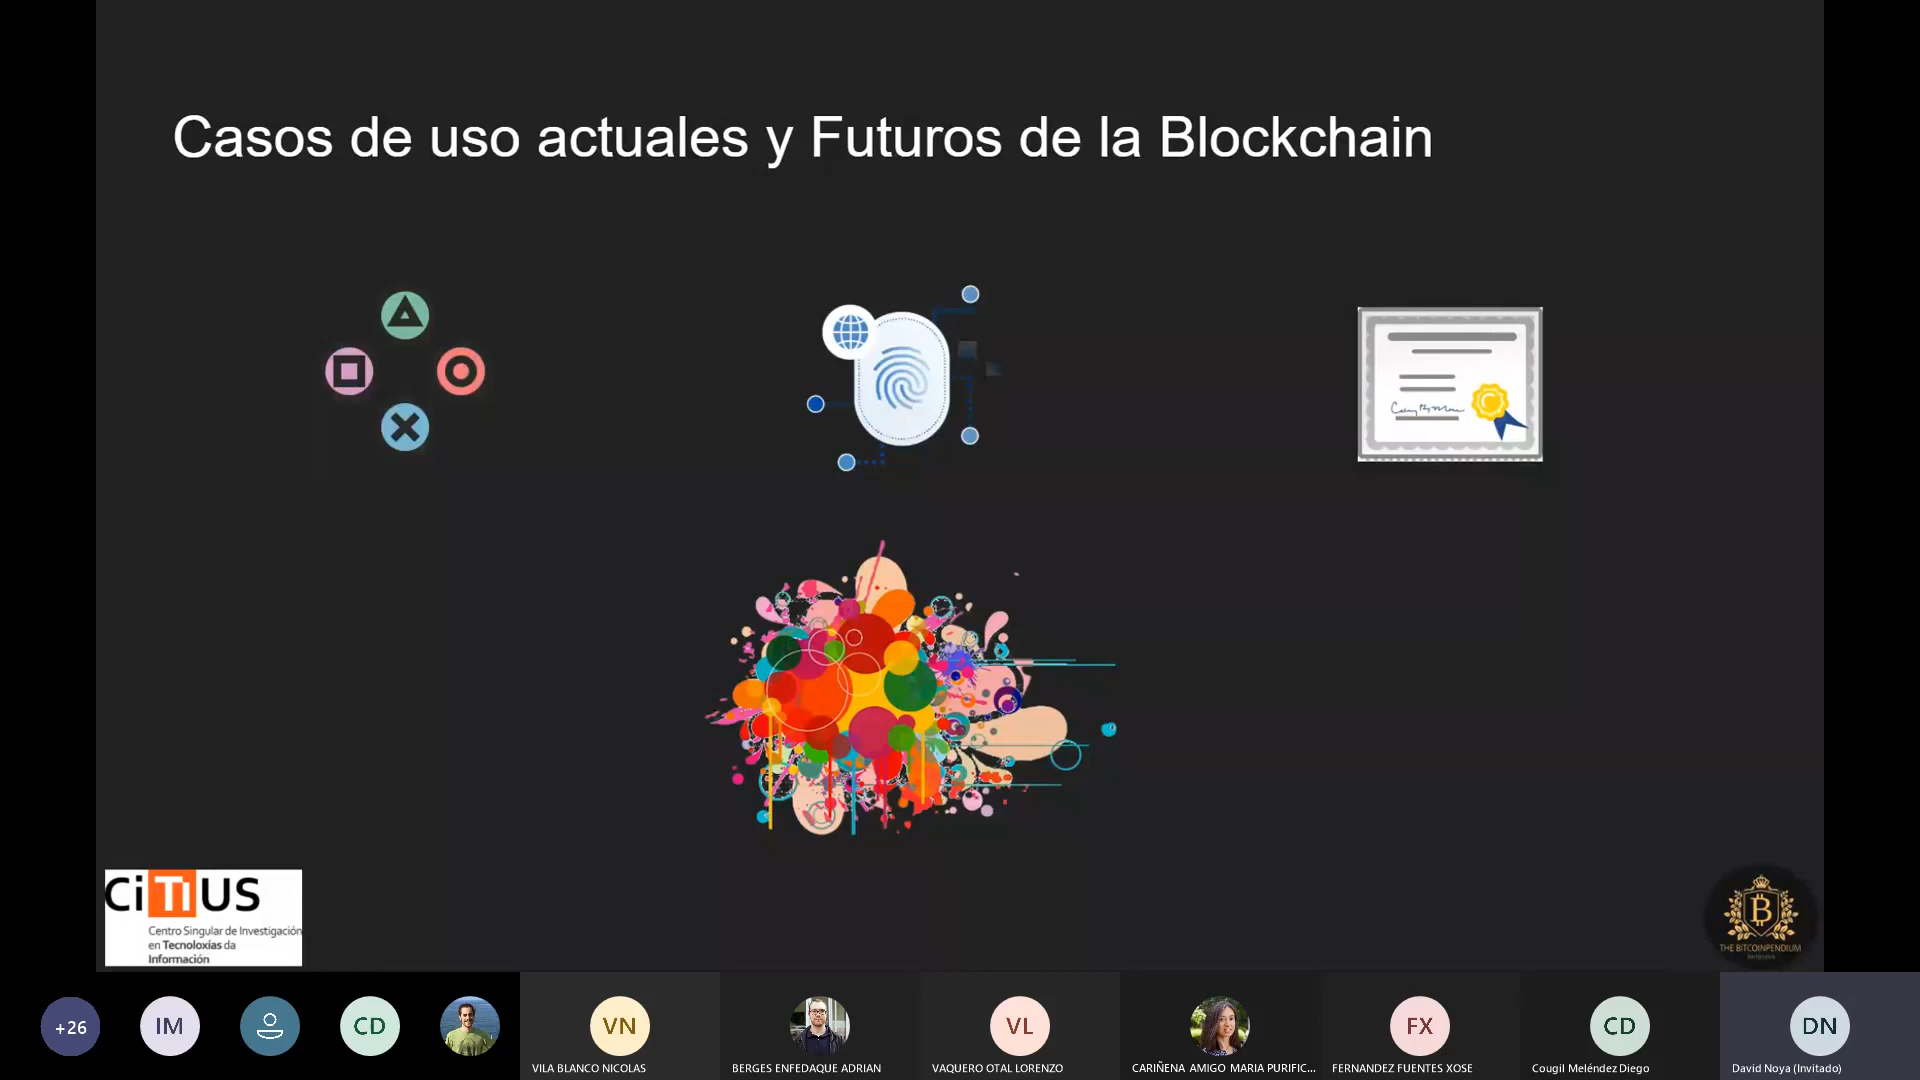 Casos de uso actuales y Futuros de la Blockchain
CiTIUS
Centro Singular de Investigación
en Tecnoloxías da
Información
B
THE BITCOINPENDIUM
+26
IM
CD
VN
VL
FX
CD
DN
VILA BLANCO NICOLAS
BERGES ENFEDAQUE ADRIAN
VAQUERO OTAL LORENZO
CARIÑENA AMIGO MARIA PURIFIC...
FERNANDEZ FUENTES XOSE
Cougil Meléndez Diego
David Noya (Invitado)